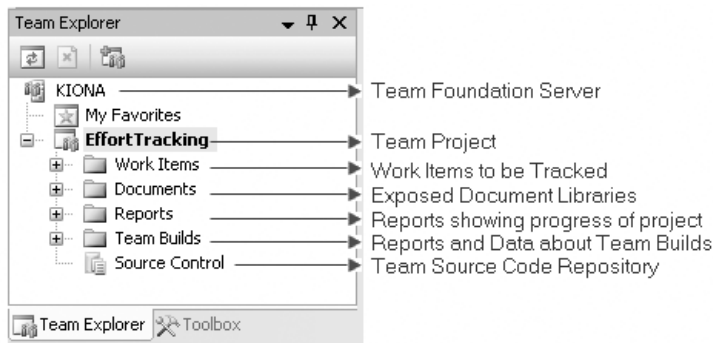 Team Explorer
KIONA
Team Foundation Server
My Favorites
EffortTracking
Team Project
Work Items
Work Items to be Tracked
Documents
Exposed Document Libraries
Reports
Reports showing progress of project
Team Builds
Reports and Data about Team Builds
Source Control
Team Source Code Repository
Team Explorer
Toolbox